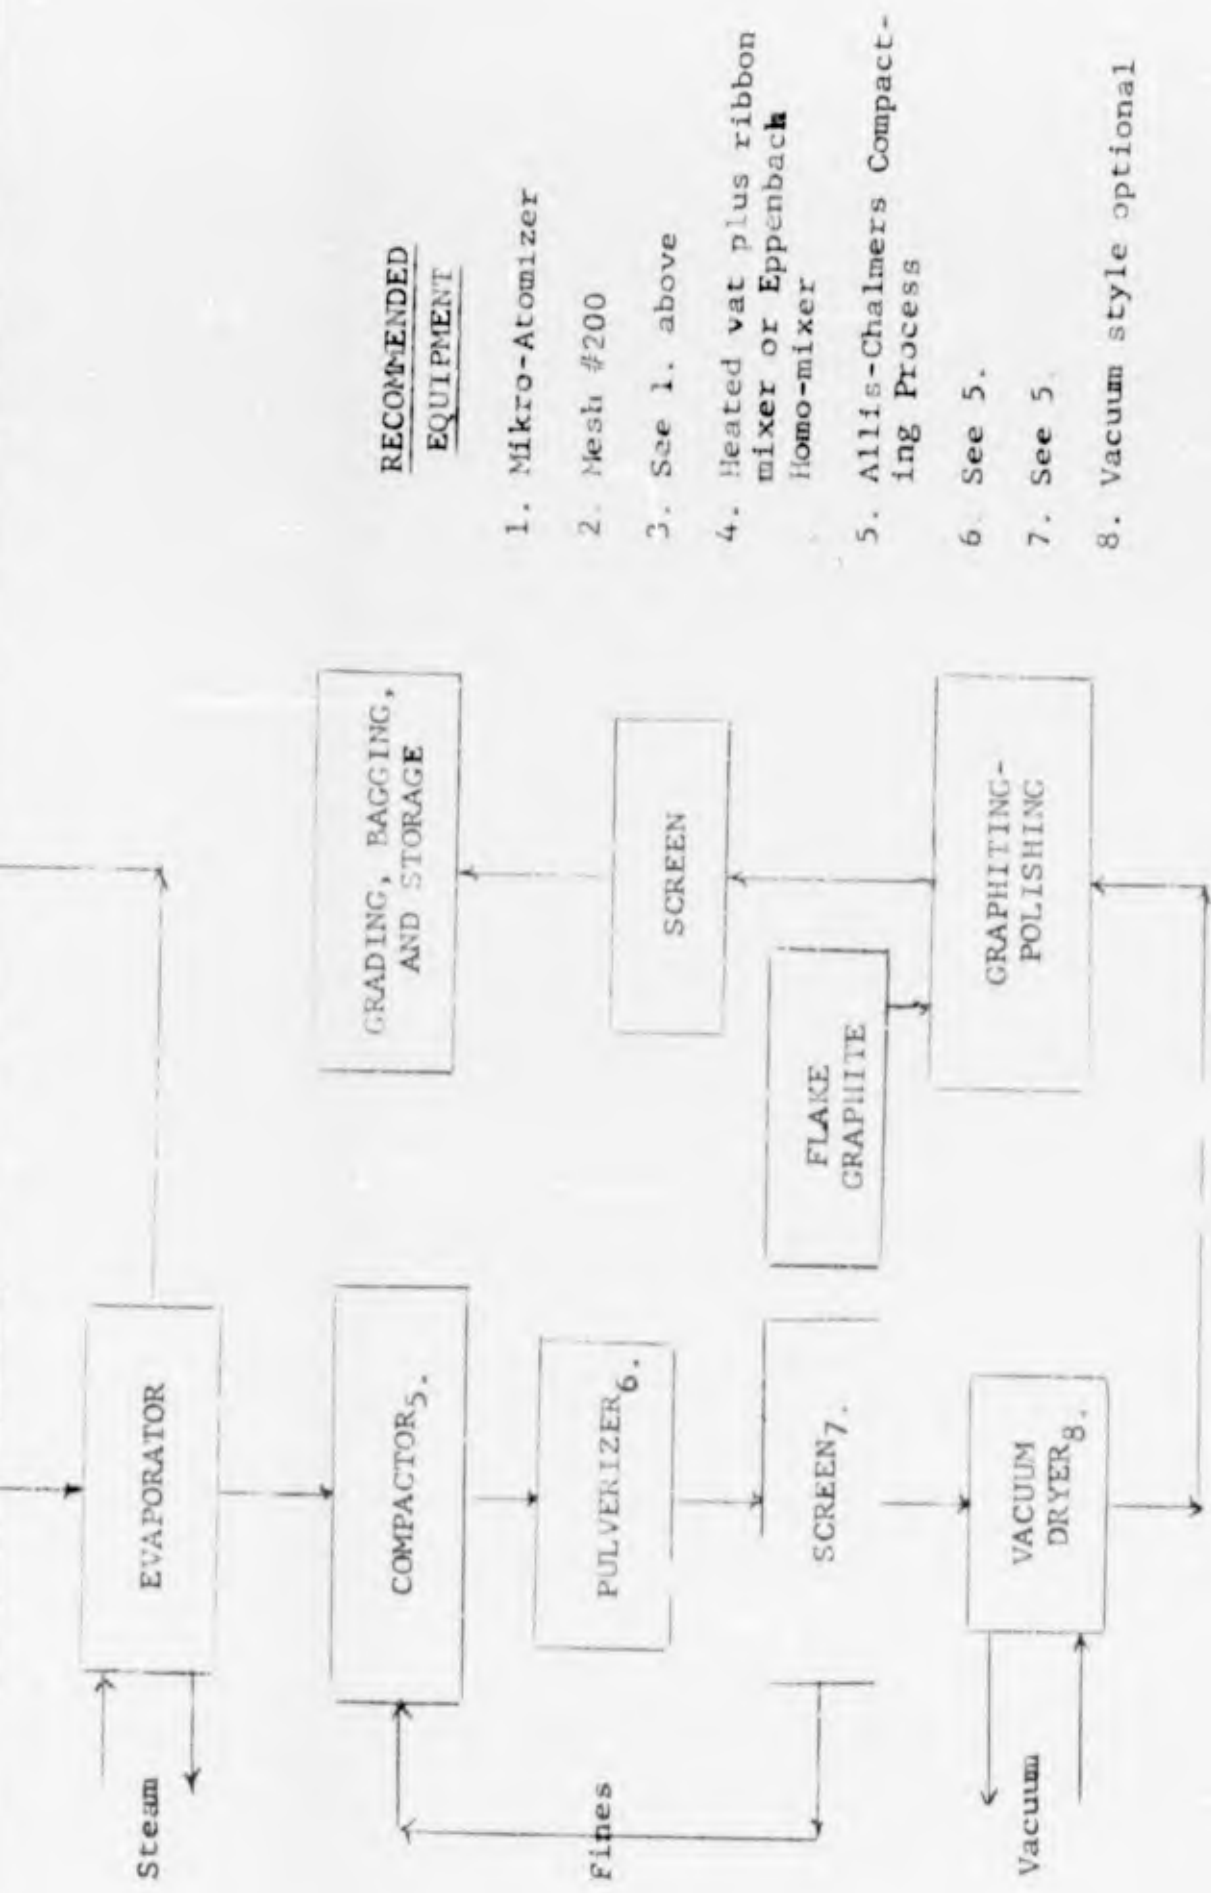 Steam
EVAPORATOR
COMPACTOR5.
Fines
PULVERIZER6.
SCREEN7.
Vacuum
VACUUM
DRYER8.
GRADING, BAGGING,
AND STORAGE
SCREEN
FLAKE
GRAPHITE
GRAPHITING-
POLISHING
RECOMMENDED
EQUIPMENT
1. Mikro-Atomizer
2. Mesh #200
3. See 1. above
4. Heated vat plus ribbon
mixer or Eppenbach
Homo-mixer
5. Allis-Chalmers Compact-
ing Process
6. See 5.
7. See 5.
8. Vacuum style optional